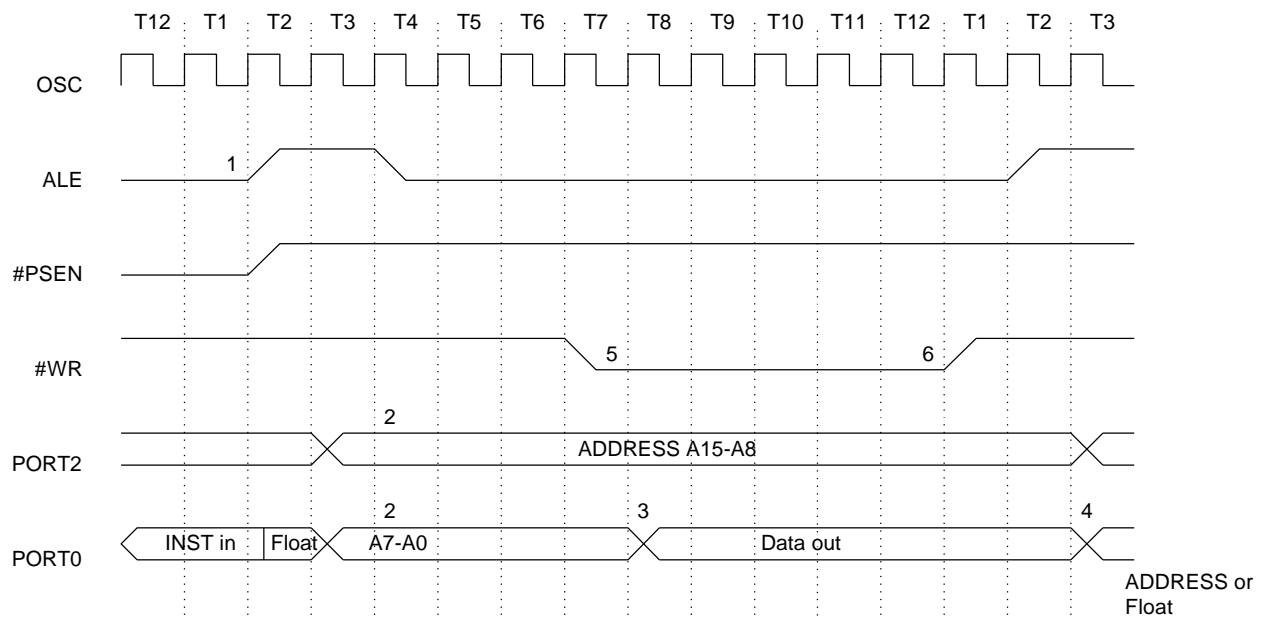 T12 T1 T2 T3 T4 T5 T6 T7 T8 T9 T10 T11 T12 T1 T2 T3
OSC
1
ALE
#PSEN
5 6
#WR
2
ADDRESS A15-A8
PORT2
2 3 4
INST in Float A7-A0 Data out
PORT0
ADDRESS or
Float